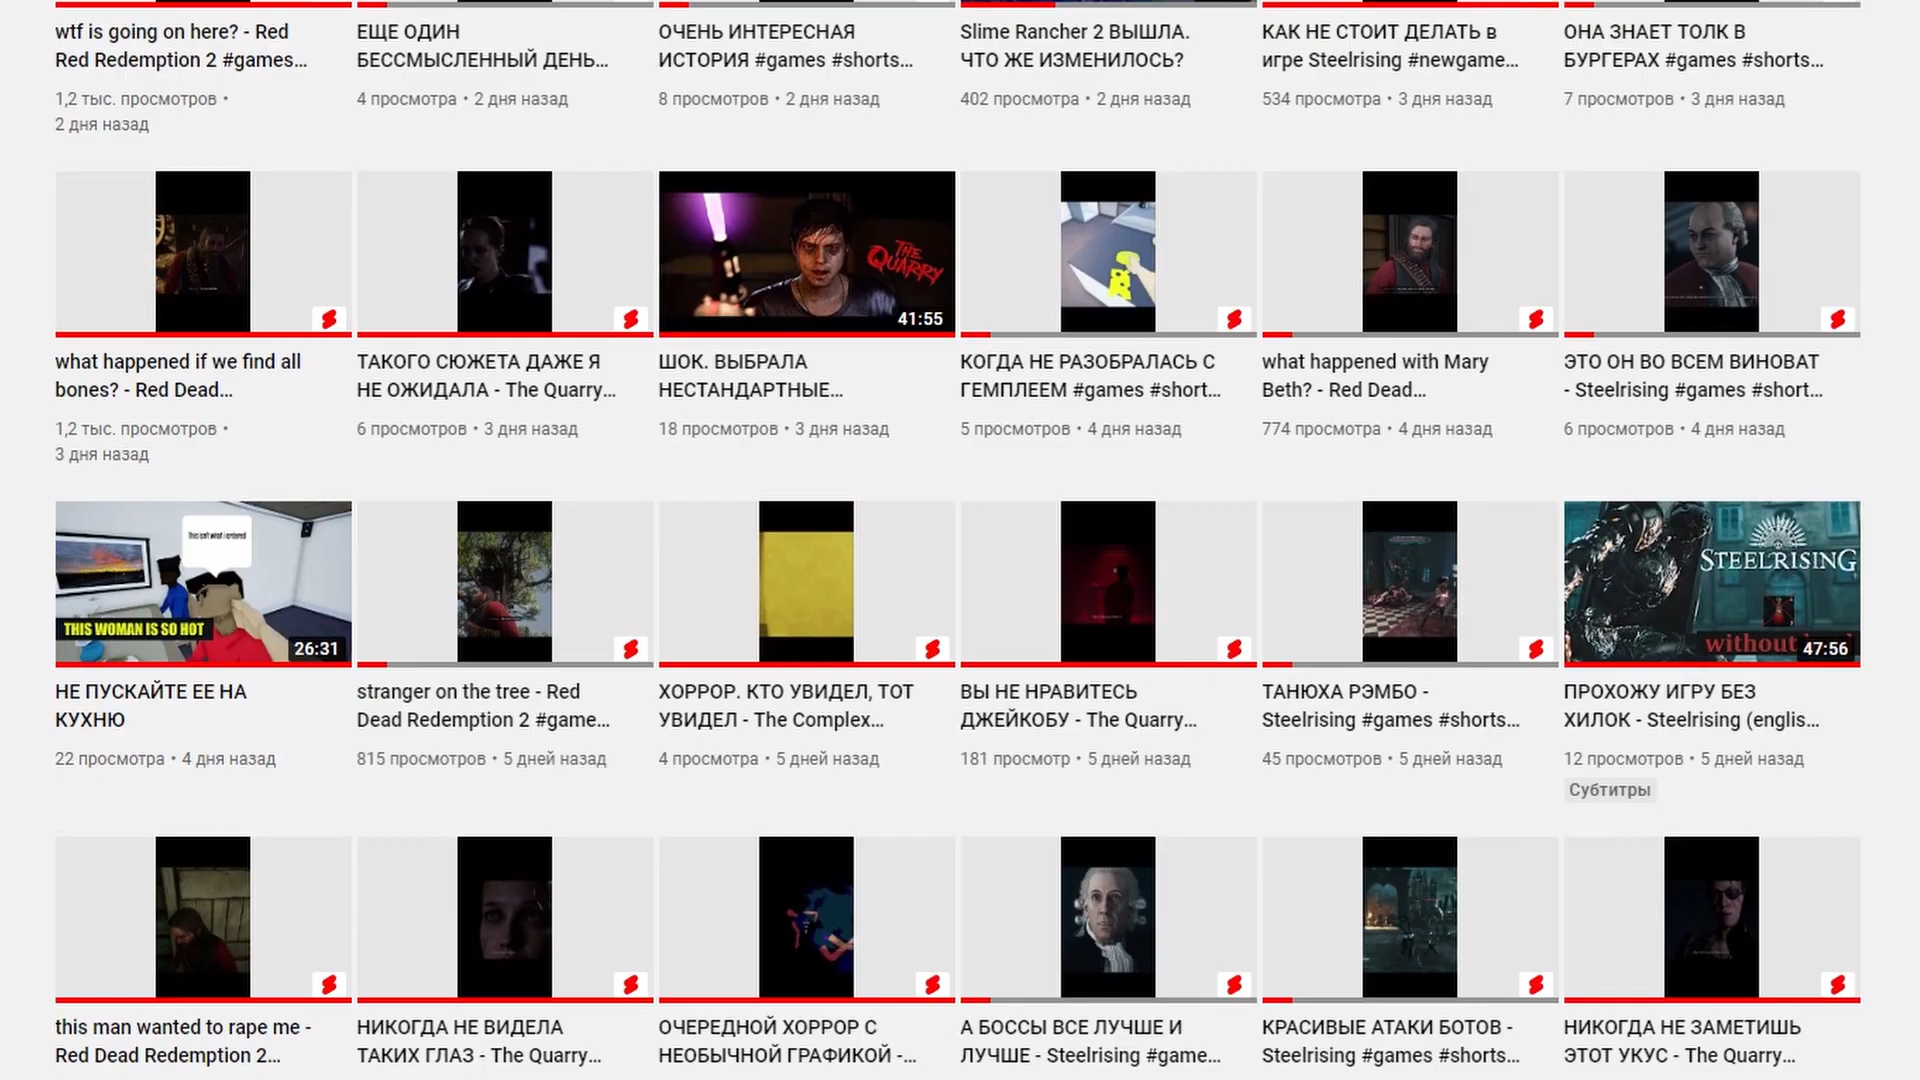 wtf is going on here? - Red
Red Redemption 2 #games...
1,2 тыс. просмотров •
2 дня назад
ЕЩЕ ОДИН
БЕССМЫСЛЕННЫЙ ДЕНЬ...
4 просмотра • 2 дня назад
ОЧЕНЬ ИНТЕРЕСНАЯ
ИСТОРИЯ #games #shorts...
8 просмотров • 2 дня назад
Slime Rancher 2 ВЫШЛА.
ЧТО ЖЕ ИЗМЕНИЛОСЬ?
402 просмотра • 2 дня назад
КАК НЕ СТОИТ ДЕЛАТЬ в
игре Steelrising #newgame...
534 просмотра • 3 дня назад
ОНА ЗНАЕТ ТОЛК В
БУРГЕРАХ #games #shorts...
7 просмотров • 3 дня назад
what happened if we find all
bones? - Red Dead...
1,2 тыс. просмотров •
3 дня назад
ТАКОГО СЮЖЕТА ДАЖЕ Я
НЕ ОЖИДАЛА - The Quarry...
6 просмотров • 3 дня назад
THE
QUARRY
41:55
ШОК. ВЫБРАЛА
НЕСТАНДАРТНЫЕ...
18 просмотров • 3 дня назад
КОГДА НЕ РАЗОБРАЛАСЬ С
ГЕМПЛЕЕМ #games #short...
5 просмотров • 4 дня назад
what happened with Mary
Beth? - Red Dead...
774 просмотра • 4 дня назад
ЭТО ОН ВО ВСЕМ ВИНОВАТ
- Steelrising #games #short...
6 просмотров • 4 дня назад
This isn't what i ordered
THIS WOMAN IS SO HOT
26:31
НЕ ПУСКАЙТЕ ЕЕ НА
КУХНЮ
22 просмотра • 4 дня назад
stranger on the tree - Red
Dead Redemption 2 #game...
815 просмотров • 5 дней назад
ХОРРОР. КТО УВИДЕЛ, ТОТ
УВИДЕЛ - The Complex...
4 просмотра • 5 дней назад
ВЫ НЕ НРАВИТЕСЬ
ДЖЕЙКОБУ - The Quarry...
181 просмотр • 5 дней назад
ТАНЮХА РЭМБО -
Steelrising #games #shorts...
45 просмотров • 5 дней назад
STEELRISING
without
47:56
ПРОХОЖУ ИГРУ БЕЗ
ХИЛОК - Steelrising (englis...
12 просмотров • 5 дней назад
Субтитры
this man wanted to rape me -
Red Dead Redemption 2...
НИКОГДА НЕ ВИДЕЛА
ТАКИХ ГЛАЗ - The Quarry...
ОЧЕРЕДНОЙ ХОРРОР С
НЕОБЫЧНОЙ ГРАФИКОЙ -...
А БОССЫ ВСЕ ЛУЧШЕ И
ЛУЧШЕ - Steelrising #game...
КРАСИВЫЕ АТАКИ БОТОВ -
Steelrising #games #shorts...
НИКОГДА НЕ ЗАМЕТИШЬ
ЭТОТ УКУС - The Quarry...